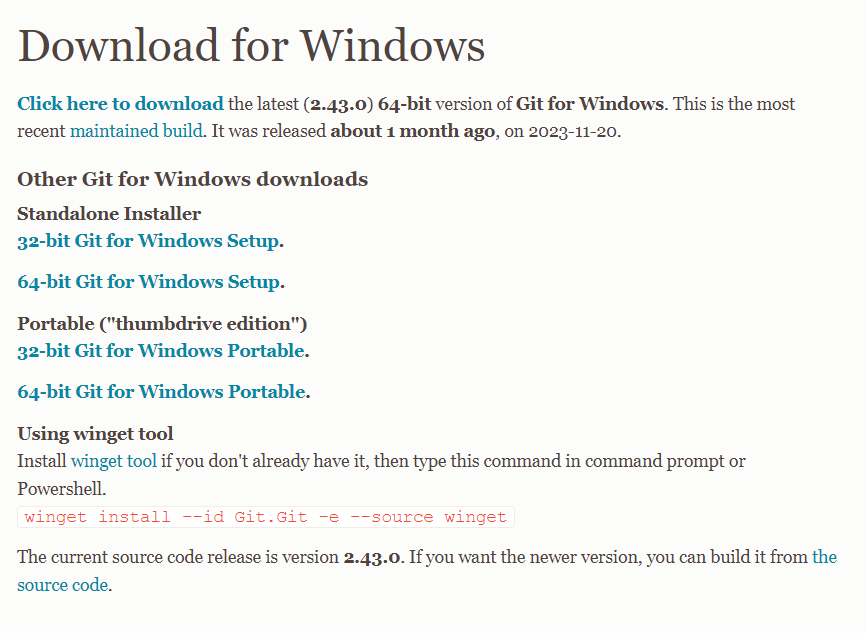 Download for Windows
Click here to download the latest (2.43.0) 64-bit version of Git for Windows. This is the most
recent maintained build. It was released about 1 month ago, on 2023-11-20.
Other Git for Windows downloads
Standalone Installer
32-bit Git for Windows Setup.
64-bit Git for Windows Setup.
Portable ("thumbdrive edition")
32-bit Git for Windows Portable.
64-bit Git for Windows Portable.
Using winget tool
Install winget tool if you don't already have it, then type this command in command prompt or
Powershell.
winget install --id Git.Git -e --source winget
The current source code release is version 2.43.0. If you want the newer version, you can build it from the
source code.